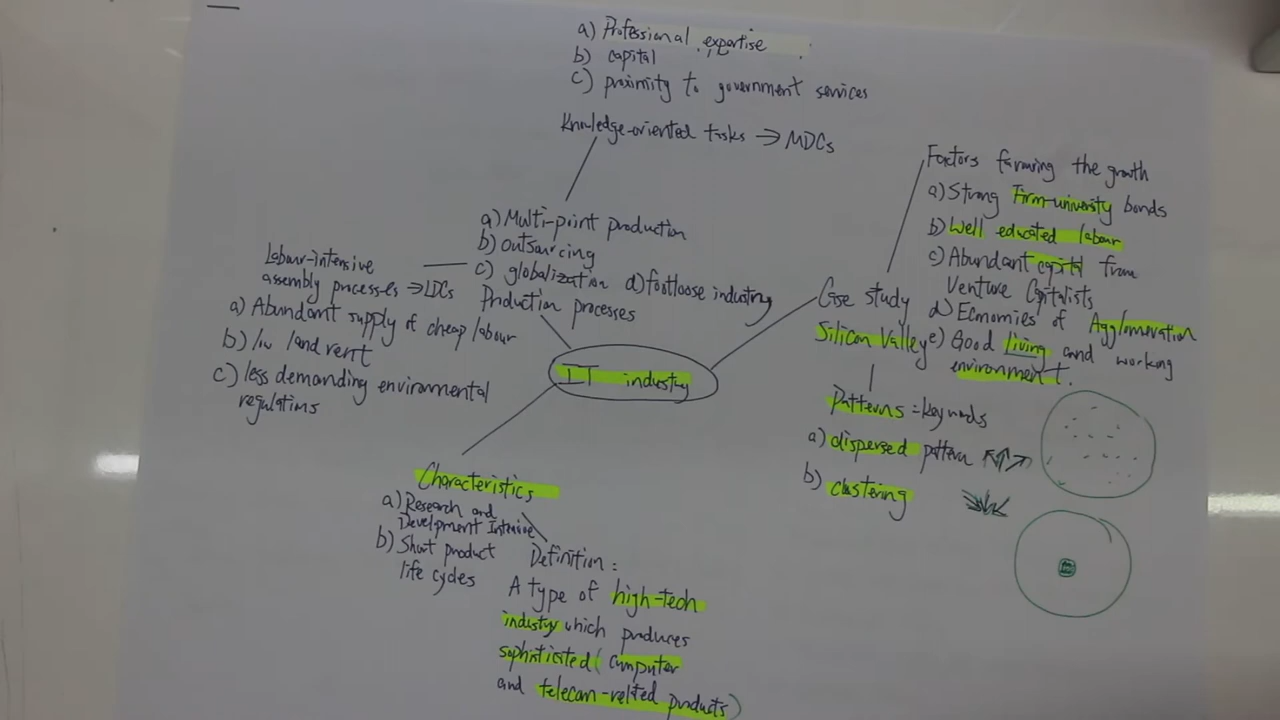 a) Professional expertise
b) capital
c) proximity to government services
Knowledge-oriented tasks → MDCs
a) Multi-point production
b) outsourcing
c) globalization d) footloose industry
Production processes
Labour-intensive
assembly processes → LDCs
a) Abundant supply of cheap labour
b) low land rent
c) less demanding environmental
regulations
IT industry
Case study
Silicon Valley
Factors favouring the growth
a) Strong Firm-university bonds
b) Well educated labour
c) Abundant capital from
Venture Capitalists
d) Economies of Agglomeration
e) Good living and working
environment.
Patterns = keywords
a) dispersed pattern
b) clustering
Characteristics
a) Research and
Development Intensive
b) Short product
life cycles
Definition :
A type of high-tech
industry which produces
sophisticated ( computer
and telecom-related products )